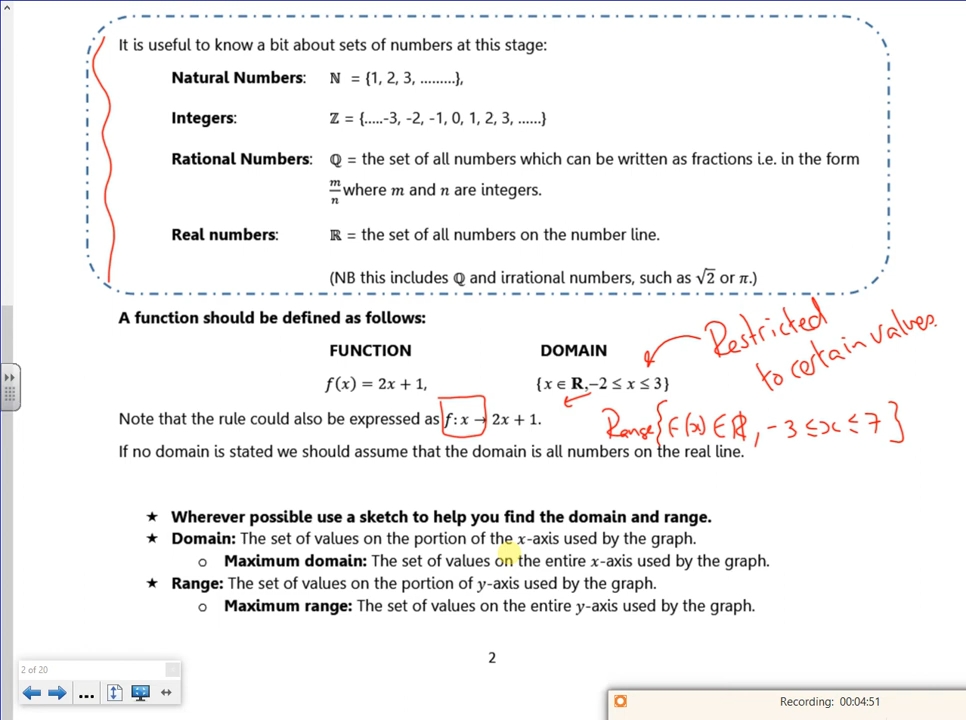 It is useful to know a bit about sets of numbers at this stage:
Natural Numbers: ℕ = {1, 2, 3, .........},
Integers: ℤ = {.....-3, -2, -1, 0, 1, 2, 3, ......}
Rational Numbers: ℚ = the set of all numbers which can be written as fractions i.e. in the form
m/n where m and n are integers.
Real numbers: ℝ = the set of all numbers on the number line.
(NB this includes ℚ and irrational numbers, such as √2 or π.)
A function should be defined as follows:
Restricted
to certain values.
FUNCTION DOMAIN
f(x) = 2x + 1, {x ∈ R, −2 ≤ x ≤ 3}
Note that the rule could also be expressed as f: x → 2x + 1.
Range {f(x) ∈ ℝ, -3 ≤ x ≤ 7}
If no domain is stated we should assume that the domain is all numbers on the real line.
★ Wherever possible use a sketch to help you find the domain and range.
★ Domain: The set of values on the portion of the x-axis used by the graph.
o Maximum domain: The set of values on the entire x-axis used by the graph.
★ Range: The set of values on the portion of y-axis used by the graph.
o Maximum range: The set of values on the entire y-axis used by the graph.
2
2 of 20
...
Recording: 00:04:51